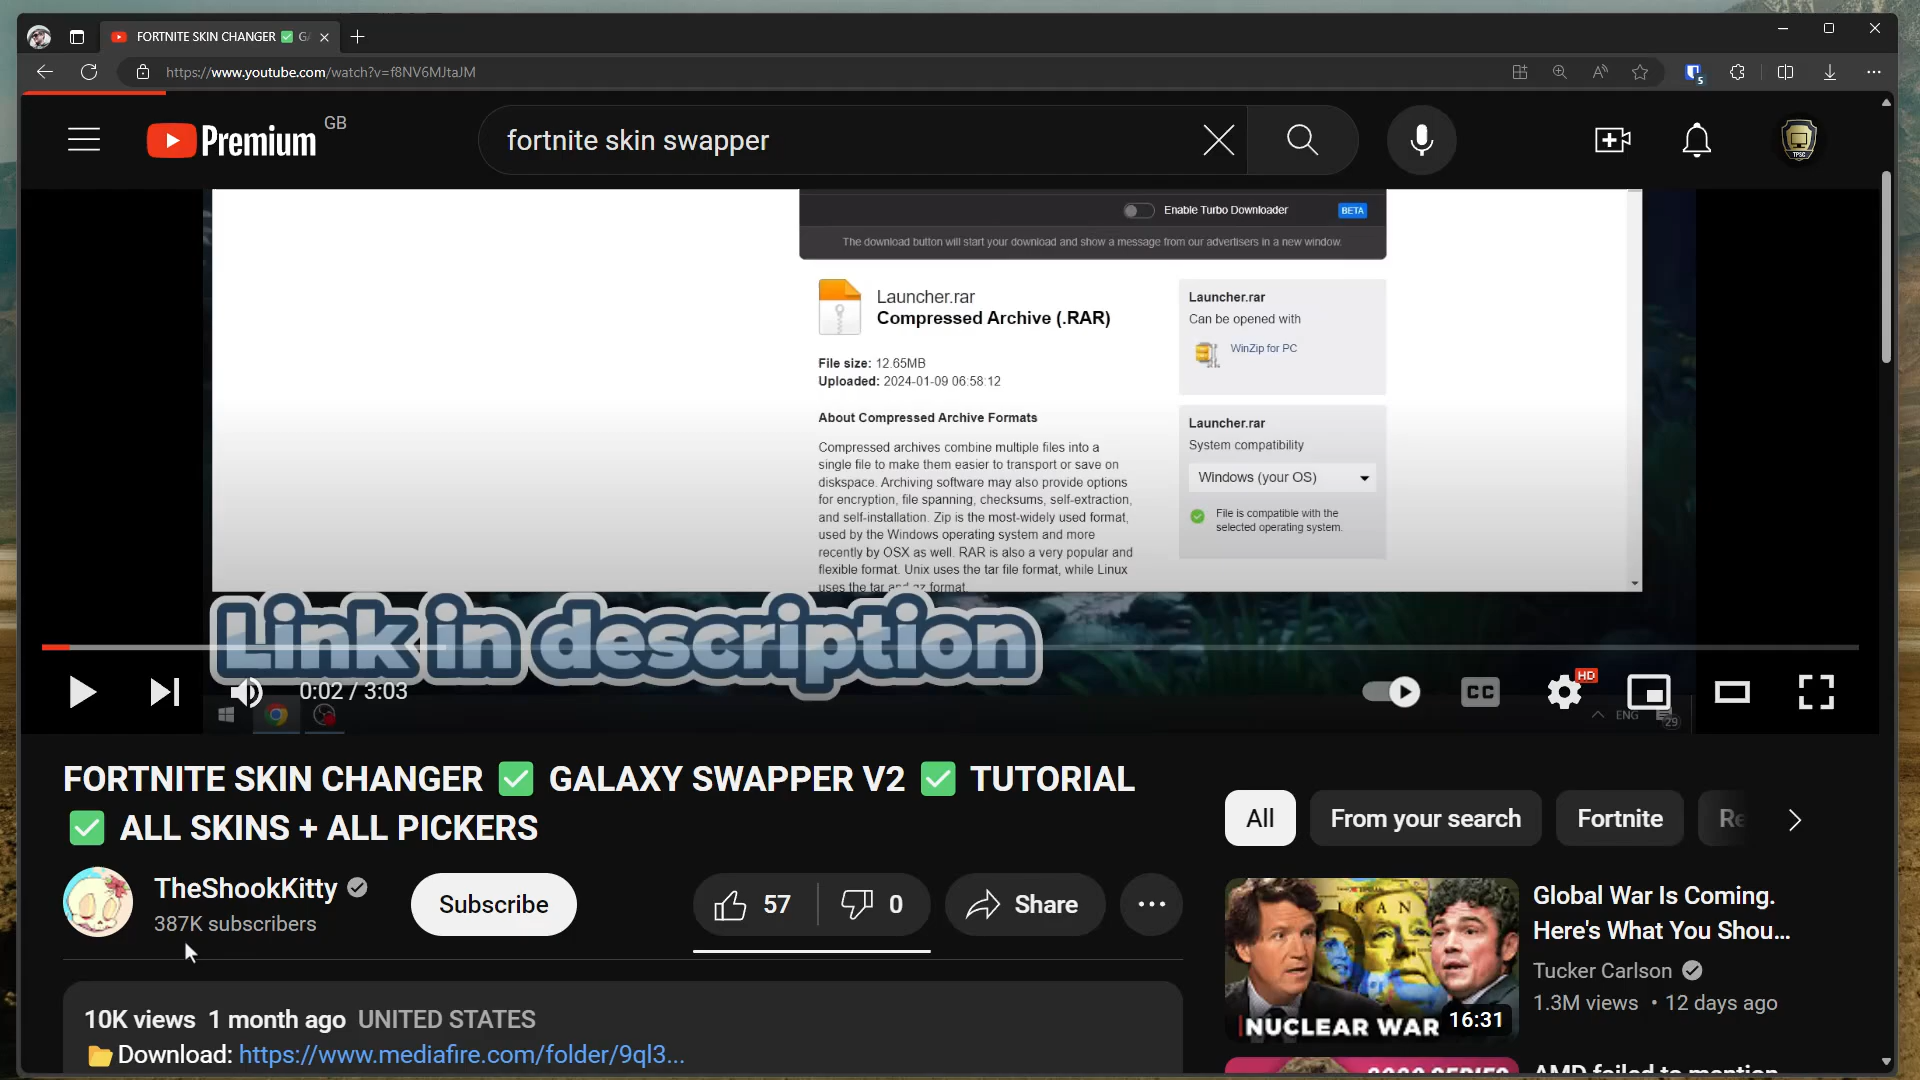 FORTNITE SKIN CHANGER ✅ GA
https://www.youtube.com/watch?v=f8NV6MJtaJM
5
Premium GB
fortnite skin swapper
TPSC
Enable Turbo Downloader BETA
The download button will start your download and show a message from our advertisers in a new window.
Launcher.rar
Compressed Archive (.RAR)
File size: 12.65MB
Uploaded: 2024-01-09 06:58:12
About Compressed Archive Formats
Compressed archives combine multiple files into a
single file to make them easier to transport or save on
diskspace. Archiving software may also provide options
for encryption, file spanning, checksums, self-extraction,
and self-installation. Zip is the most-widely used format,
used by the Windows operating system and more
recently by OSX as well. RAR is also a very popular and
flexible format. Unix uses the tar file format, while Linux
uses the tar and gz format.
Launcher.rar
Can be opened with
WinZip for PC
Launcher.rar
System compatibility
Windows (your OS)
File is compatible with the
selected operating system.
Link in description
0:02 / 3:03
CC
HD
ENG
29
FORTNITE SKIN CHANGER ✅ GALAXY SWAPPER V2 ✅ TUTORIAL
✅ ALL SKINS + ALL PICKERS
TheShookKitty
387K subscribers
Subscribe
57
0
Share
10K views 1 month ago UNITED STATES
📂Download: https://www.mediafire.com/folder/9ql3...
All
From your search
Fortnite
Re
IRAN
NUCLEAR WAR
16:31
Global War Is Coming.
Here's What You Shou...
Tucker Carlson
1.3M views • 12 days ago
AMD failed to mention